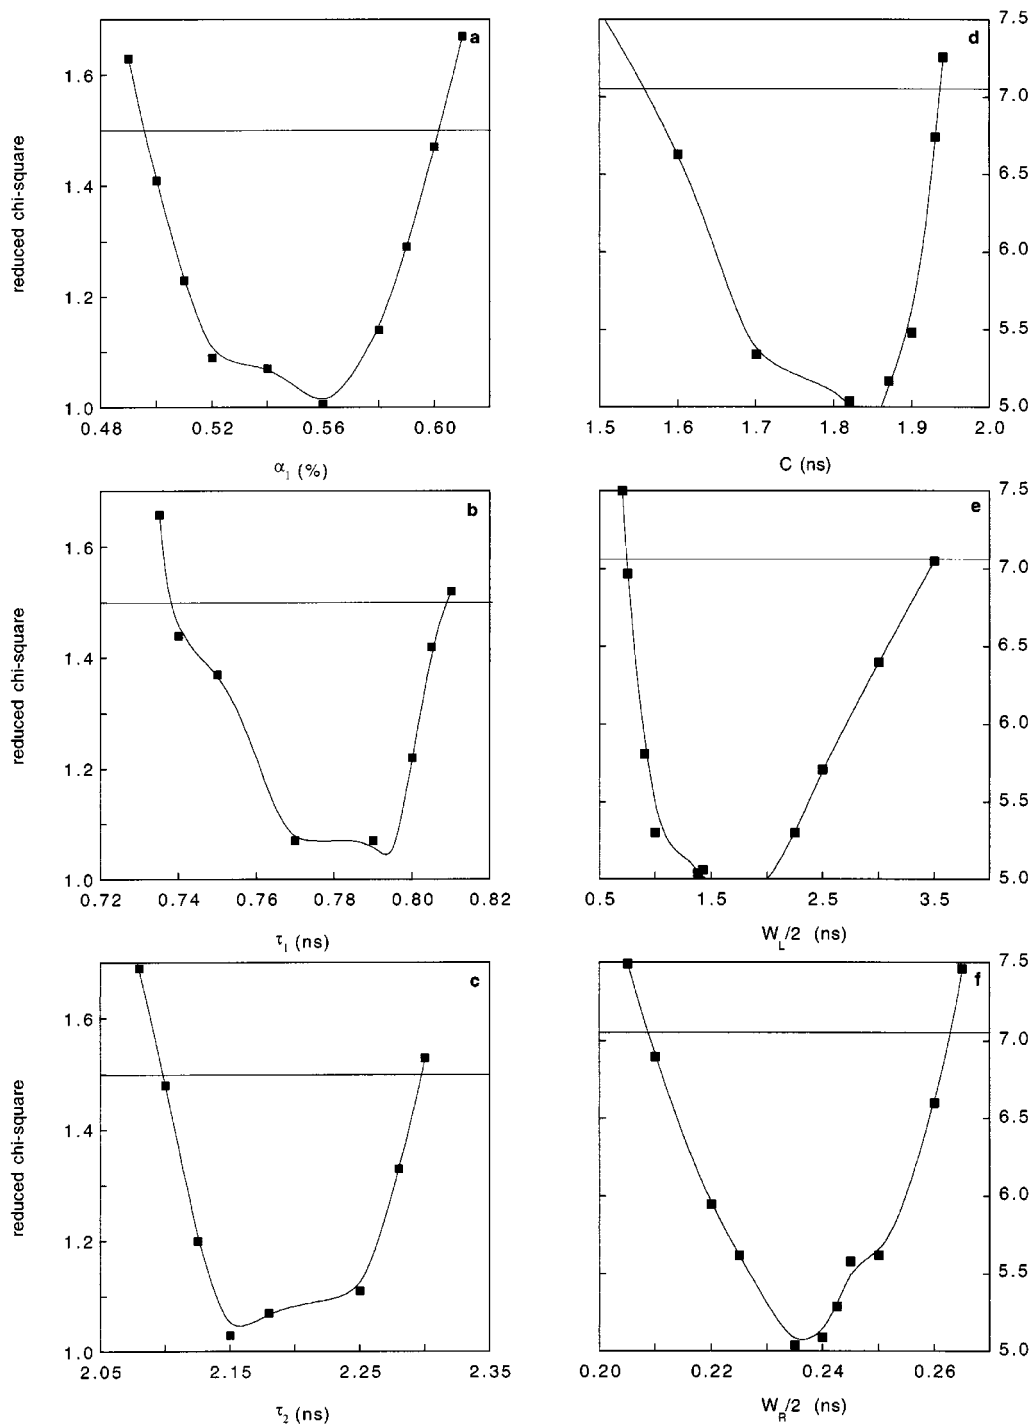 a
1.6
1.4
1.2
1.0
0.48 0.52 0.56 0.60
α1 (%)
reduced chi-square
d
7.5
7.0
6.5
6.0
5.5
5.0
1.5 1.6 1.7 1.8 1.9 2.0
C (ns)
b
1.6
1.4
1.2
1.0
0.72 0.74 0.76 0.78 0.80 0.82
τ1 (ns)
reduced chi-square
e
7.5
7.0
6.5
6.0
5.5
5.0
0.5 1.5 2.5 3.5
WL/2 (ns)
c
1.6
1.4
1.2
1.0
2.05 2.15 2.25 2.35
τ2 (ns)
reduced chi-square
f
7.5
7.0
6.5
6.0
5.5
5.0
0.20 0.22 0.24 0.26
WR/2 (ns)